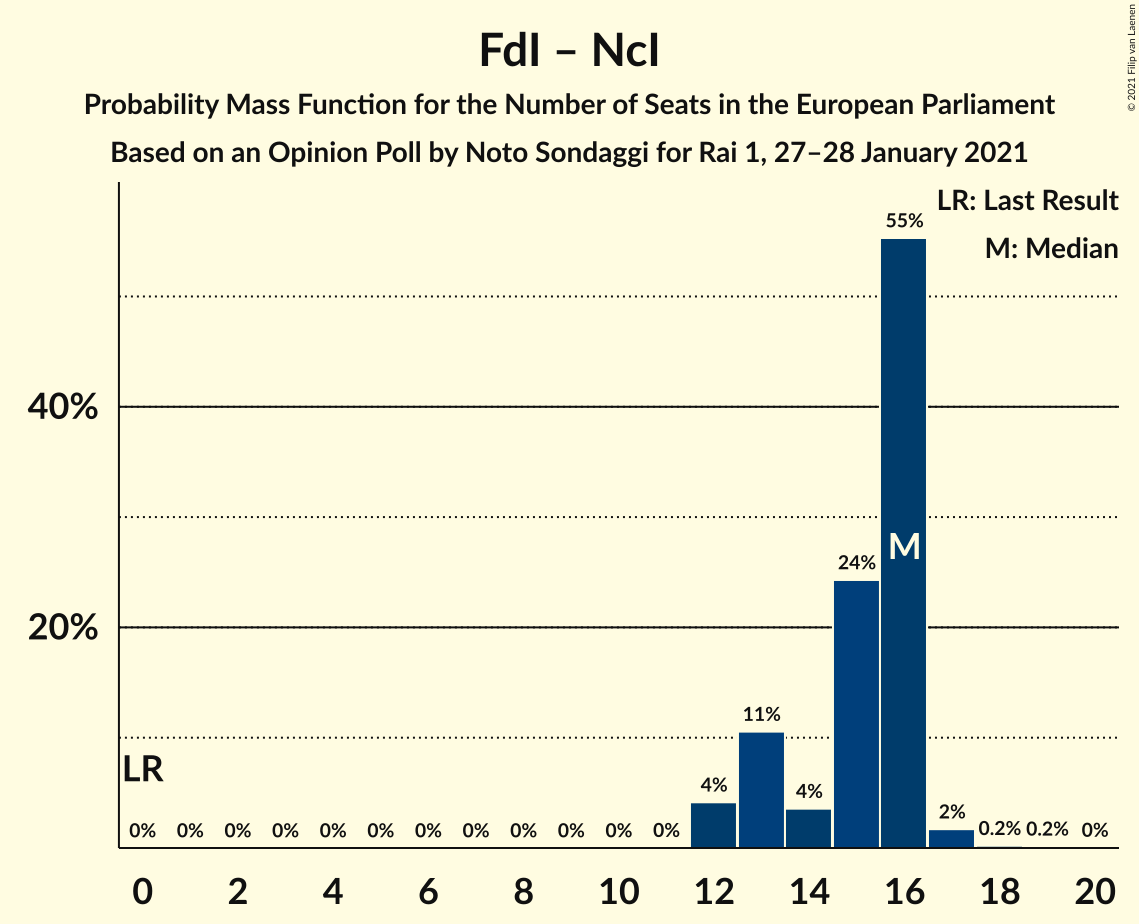 FdI – NcI
Probability Mass Function for the Number of Seats in the European Parliament
Based on an Opinion Poll by Noto Sondaggi for Rai 1, 27–28 January 2021
© 2021 Filip van Laenen
LR: Last Result
M: Median
55%
40%
M
24%
20%
11%
LR
4%
4%
2%
0% 0% 0% 0% 0% 0% 0% 0% 0% 0% 0% 0% 0.2% 0.2% 0%
0 2 4 6 8 10 12 14 16 18 20